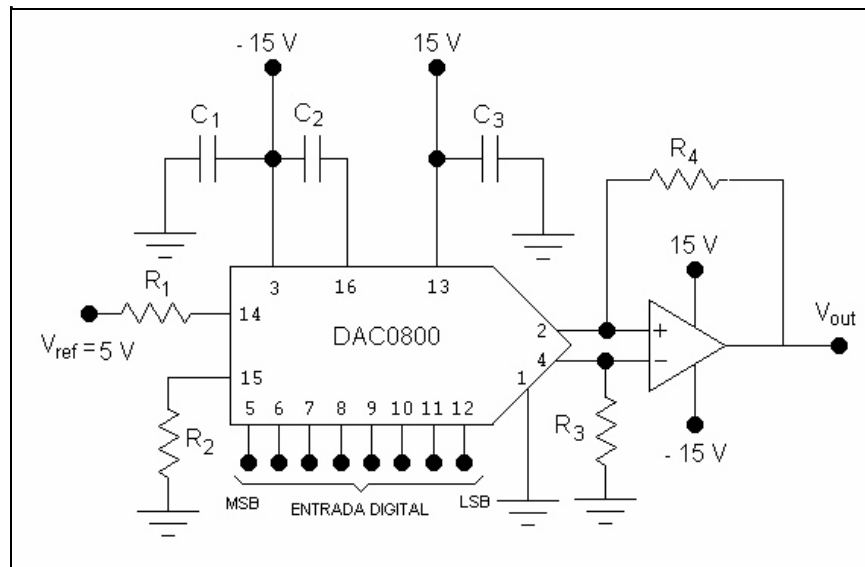 - 15 V
15 V
C1
C2
C3
R4
15 V
R1
3
16
13
14
Vref = 5 V
DAC0800
2
+
Vout
4
−
15
1
R2
5 6 7 8 9 10 11 12
R3
- 15 V
MSB
ENTRADA DIGITAL
LSB